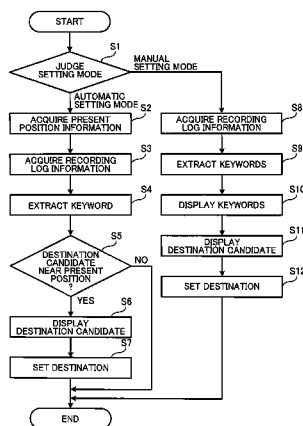 START
S1
JUDGE
SETTING MODE
MANUAL
SETTING MODE
AUTOMATIC
SETTING MODE
S2
ACQUIRE PRESENT
POSITION INFORMATION
S3
ACQUIRE RECORDING
LOG INFORMATION
S4
EXTRACT KEYWORD
S5
DESTINATION
CANDIDATE
NEAR PRESENT
POSITION
?
NO
YES
S6
DISPLAY
DESTINATION CANDIDATE
S7
SET DESTINATION
S8
ACQUIRE RECORDING
LOG INFORMATION
S9
EXTRACT KEYWORDS
S10
DISPLAY KEYWORDS
S11
DISPLAY
DESTINATION CANDIDATE
S12
SET DESTINATION
END